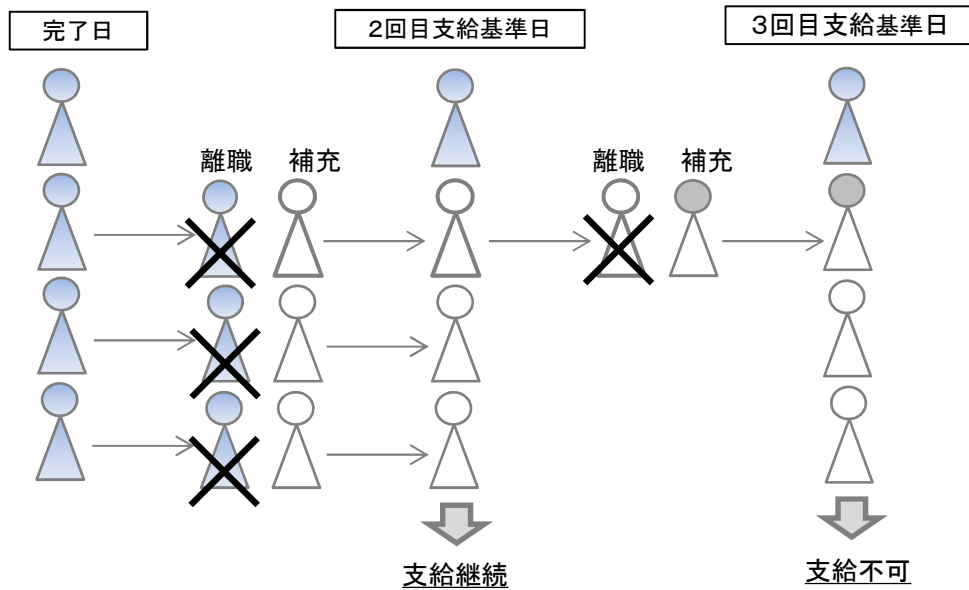 完了日
2回目支給基準日
3回目支給基準日
離職
補充
離職
補充
支給継続
支給不可